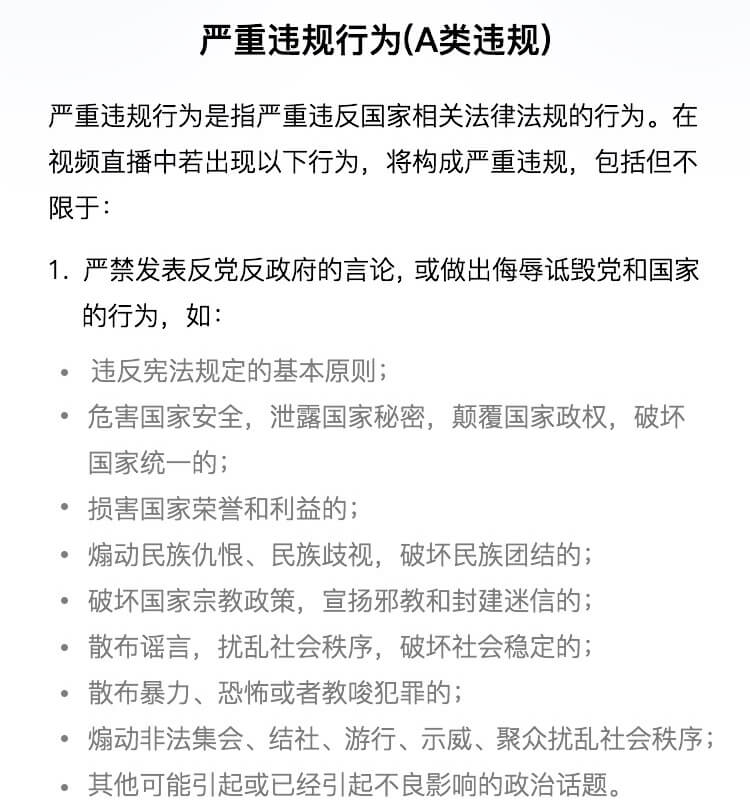 严重违规行为(A类违规)
严重违规行为是指严重违反国家相关法律法规的行为。在
视频直播中若出现以下行为，将构成严重违规，包括但不
限于：
1. 严禁发表反党反政府的言论, 或做出侮辱诋毁党和国家
的行为，如：
• 违反宪法规定的基本原则；
• 危害国家安全，泄露国家秘密，颠覆国家政权，破坏
国家统一的；
• 损害国家荣誉和利益的；
• 煽动民族仇恨、民族歧视，破坏民族团结的；
• 破坏国家宗教政策，宣扬邪教和封建迷信的；
• 散布谣言，扰乱社会秩序，破坏社会稳定的；
• 散布暴力、恐怖或者教唆犯罪的；
• 煽动非法集会、结社、游行、示威、聚众扰乱社会秩序；
• 其他可能引起或已经引起不良影响的政治话题。